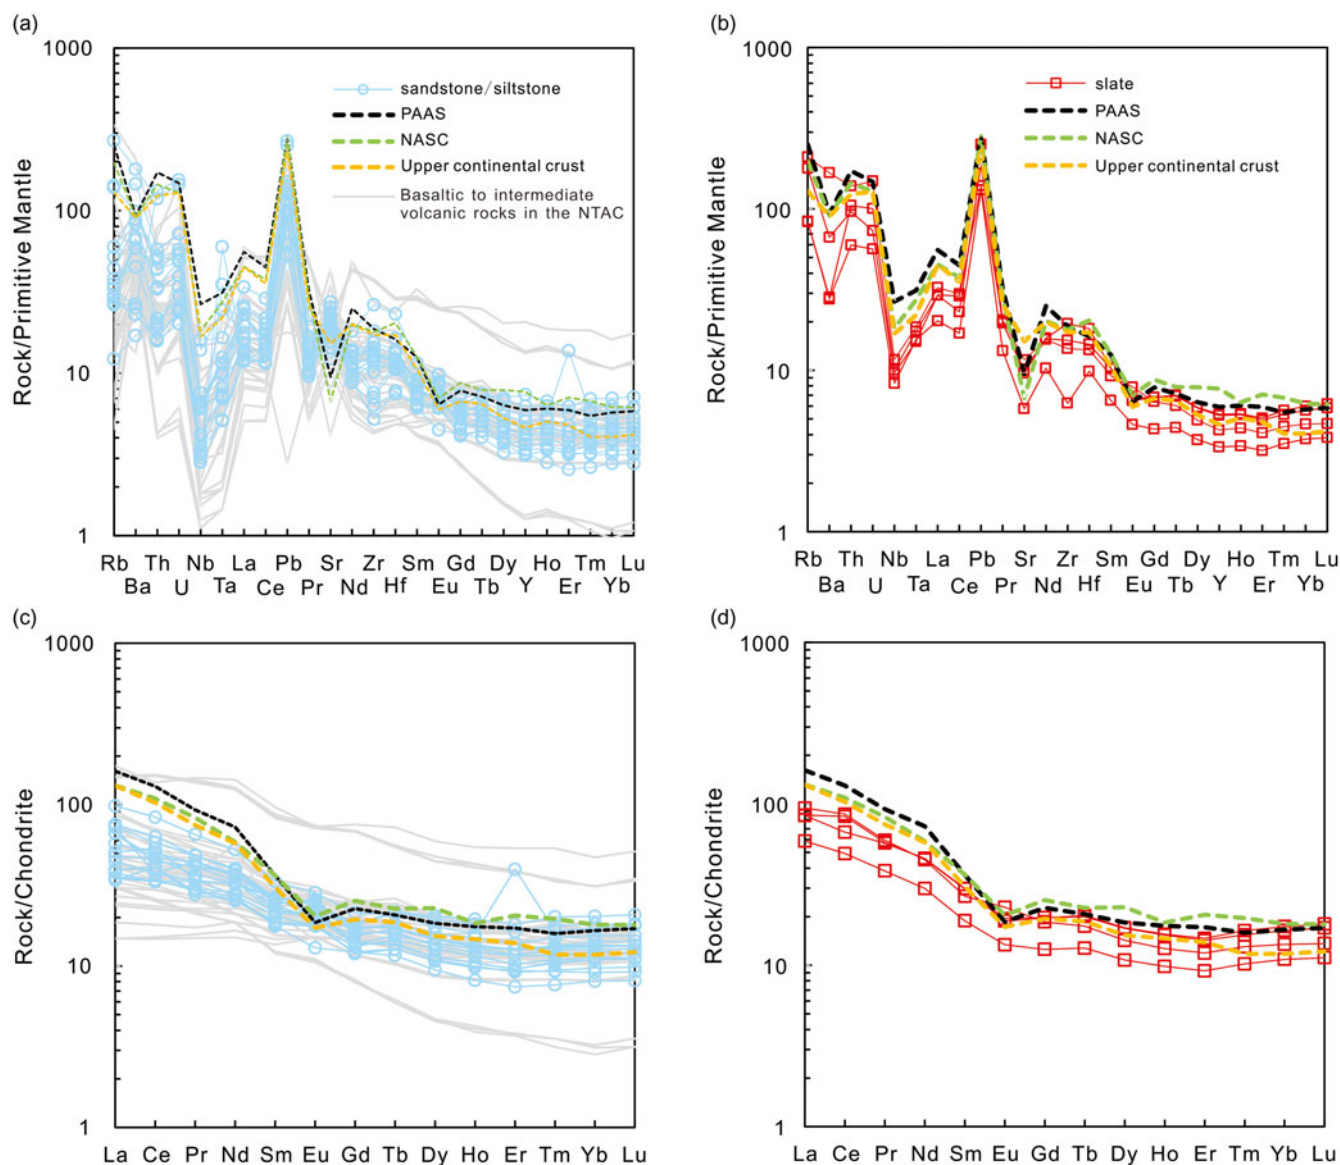 (a)
1000
100
10
1
Rock/Primitive Mantle
sandstone/siltstone
PAAS
NASC
Upper continental crust
Basaltic to intermediate
volcanic rocks in the NTAC
Rb Th Nb La Pb Sr Zr Sm Gd Dy Ho Tm Lu
Ba U Ta Ce Pr Nd Hf Eu Tb Y Er Yb
(b)
1000
100
10
1
Rock/Primitive Mantle
slate
PAAS
NASC
Upper continental crust
Rb Th Nb La Pb Sr Zr Sm Gd Dy Ho Tm Lu
Ba U Ta Ce Pr Nd Hf Eu Tb Y Er Yb
(c)
1000
100
10
1
Rock/Chondrite
La Ce Pr Nd Sm Eu Gd Tb Dy Ho Er Tm Yb Lu
(d)
1000
100
10
1
Rock/Chondrite
La Ce Pr Nd Sm Eu Gd Tb Dy Ho Er Tm Yb Lu